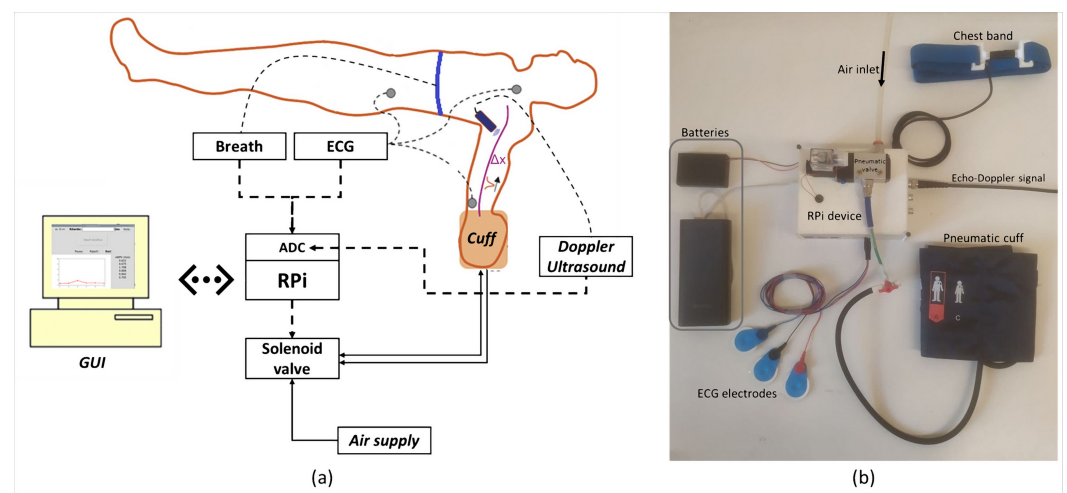 Breath
ECG
Δx
ADC
RPi
Cuff
Doppler
Ultrasound
Solenoid
valve
Air supply
GUI
(a)
Chest band
Air inlet
Batteries
Pneumatic
valve
Echo-Doppler signal
RPi device
Pneumatic cuff
A
C
ECG electrodes
(b)